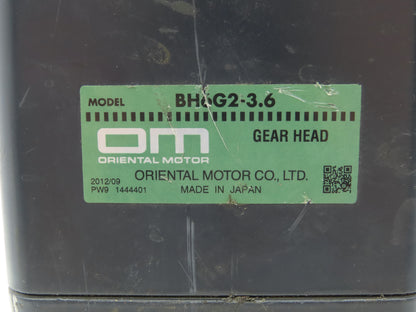 MODEL BH6G2-3.6
OM GEAR HEAD
ORIENTAL MOTOR
ORIENTAL MOTOR CO., LTD.
2012/09
PW9 1444401 MADE IN JAPAN